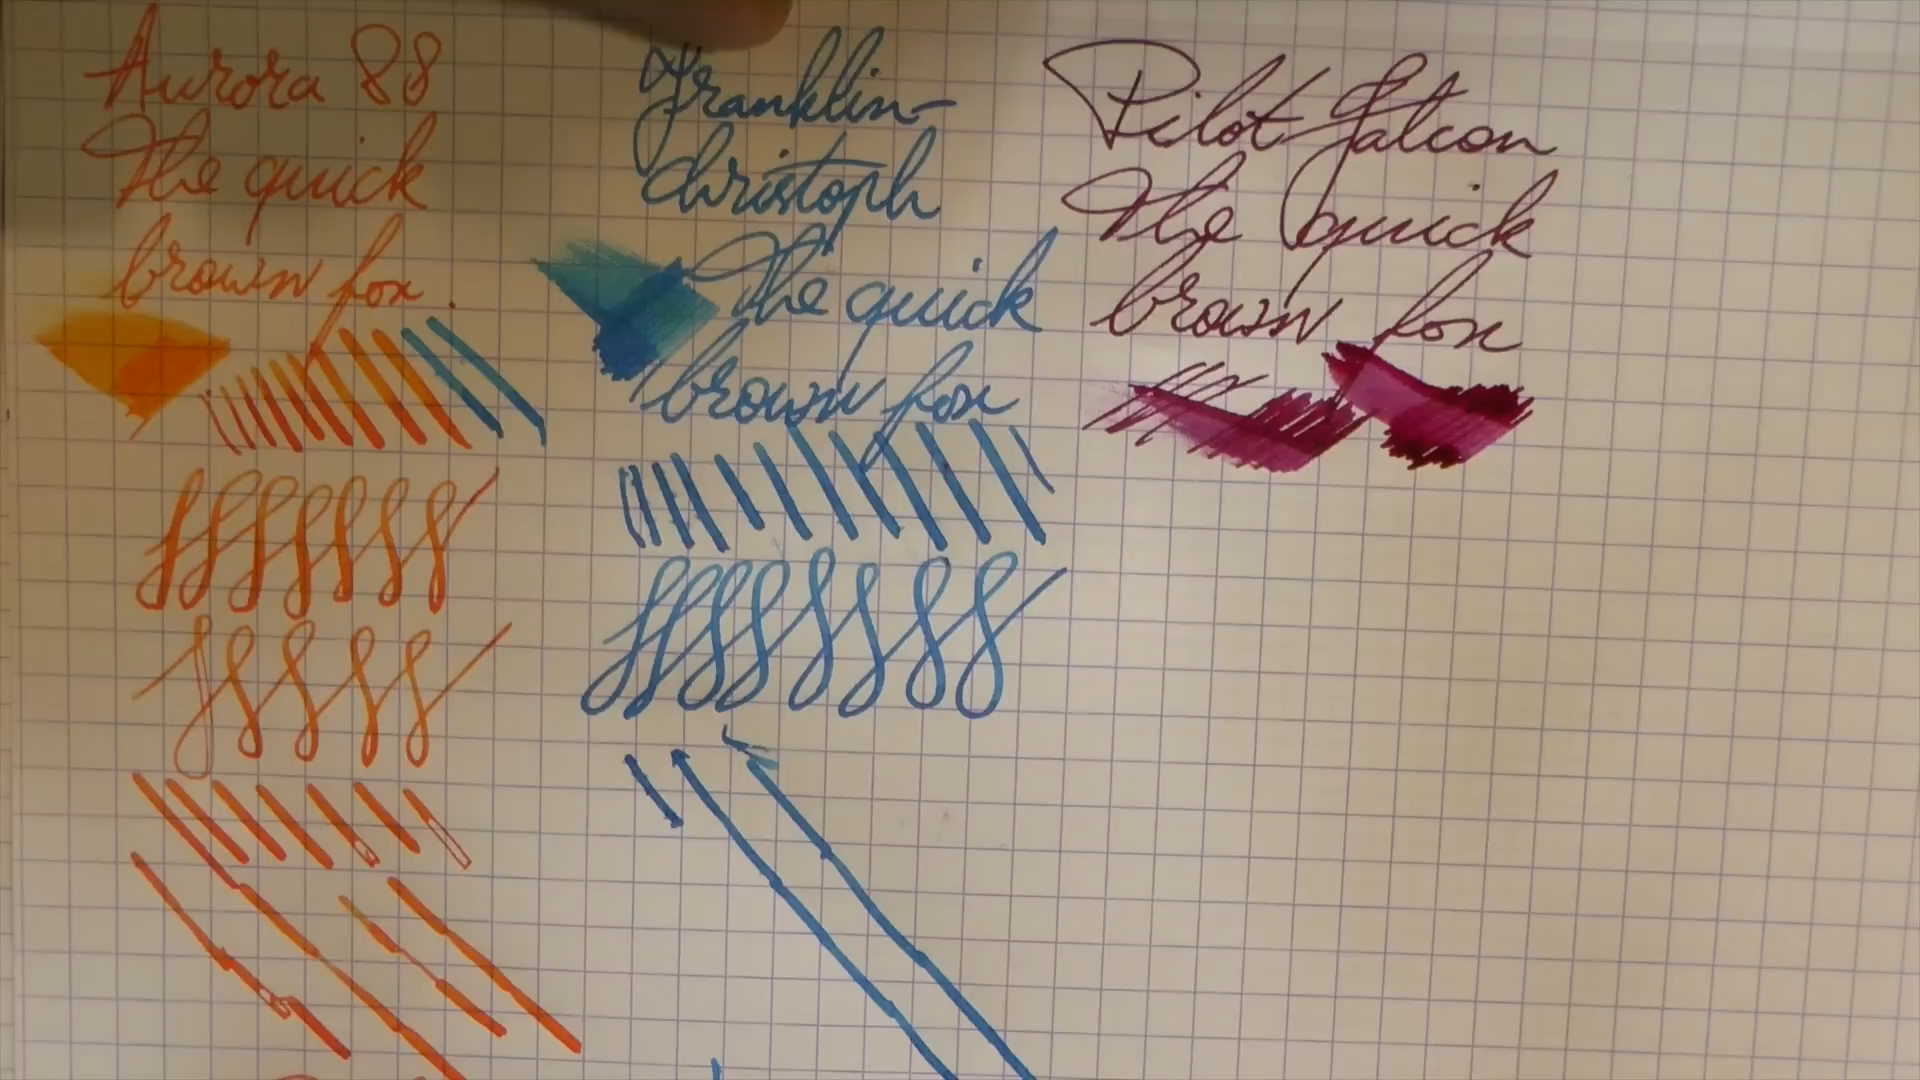 Aurora 88
The quick
brown fox.
Franklin-
Christoph
The quick
brown fox
Pilot Falcon
The quick
brown fox